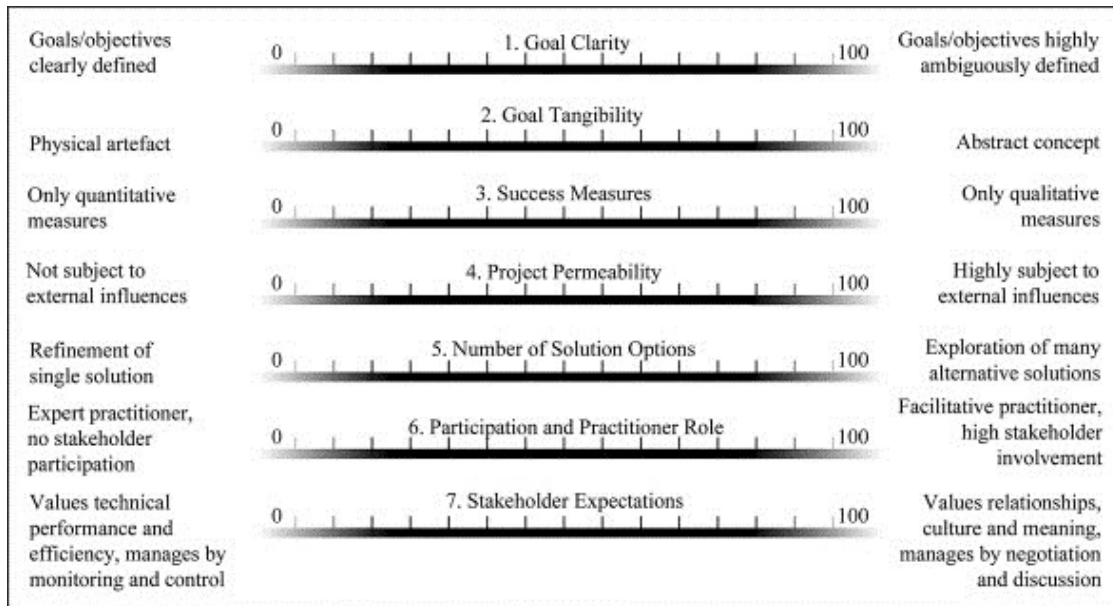 Goals/objectives
clearly defined
0
1. Goal Clarity
100
Goals/objectives highly
ambiguously defined
Physical artefact
0
2. Goal Tangibility
100
Abstract concept
Only quantitative
measures
0
3. Success Measures
100
Only qualitative
measures
Not subject to
external influences
0
4. Project Permeability
100
Highly subject to
external influences
Refinement of
single solution
0
5. Number of Solution Options
100
Exploration of many
alternative solutions
Expert practitioner,
no stakeholder
participation
0
6. Participation and Practitioner Role
100
Facilitative practitioner,
high stakeholder
involvement
Values technical
performance and
efficiency, manages by
monitoring and control
0
7. Stakeholder Expectations
100
Values relationships,
culture and meaning,
manages by negotiation
and discussion